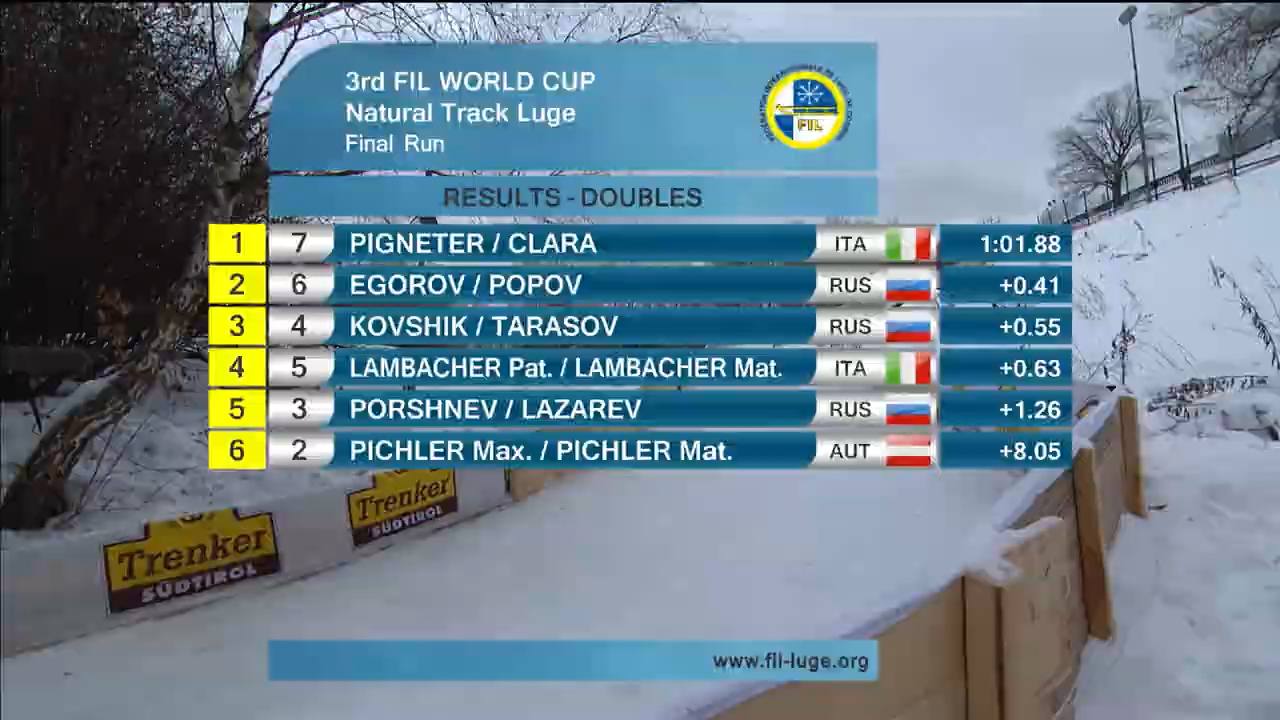 3rd FIL WORLD CUP
Natural Track Luge
Final Run
FIL
RESULTS - DOUBLES
1 7 PIGNETER / CLARA ITA 1:01.88
2 6 EGOROV / POPOV RUS +0.41
3 4 KOVSHIK / TARASOV RUS +0.55
4 5 LAMBACHER Pat. / LAMBACHER Mat. ITA +0.63
5 3 PORSHNEV / LAZAREV RUS +1.26
6 2 PICHLER Max. / PICHLER Mat. AUT +8.05
Trenker
SÜDTIROL
Trenker
SÜDTIROL
www.fil-luge.org